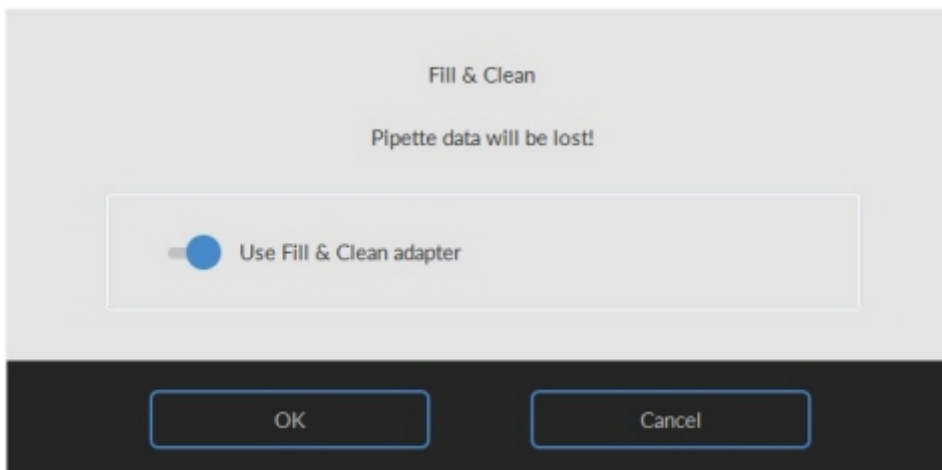 Fill & Clean
Pipette data will be lost!
Use Fill & Clean adapter
OK
Cancel